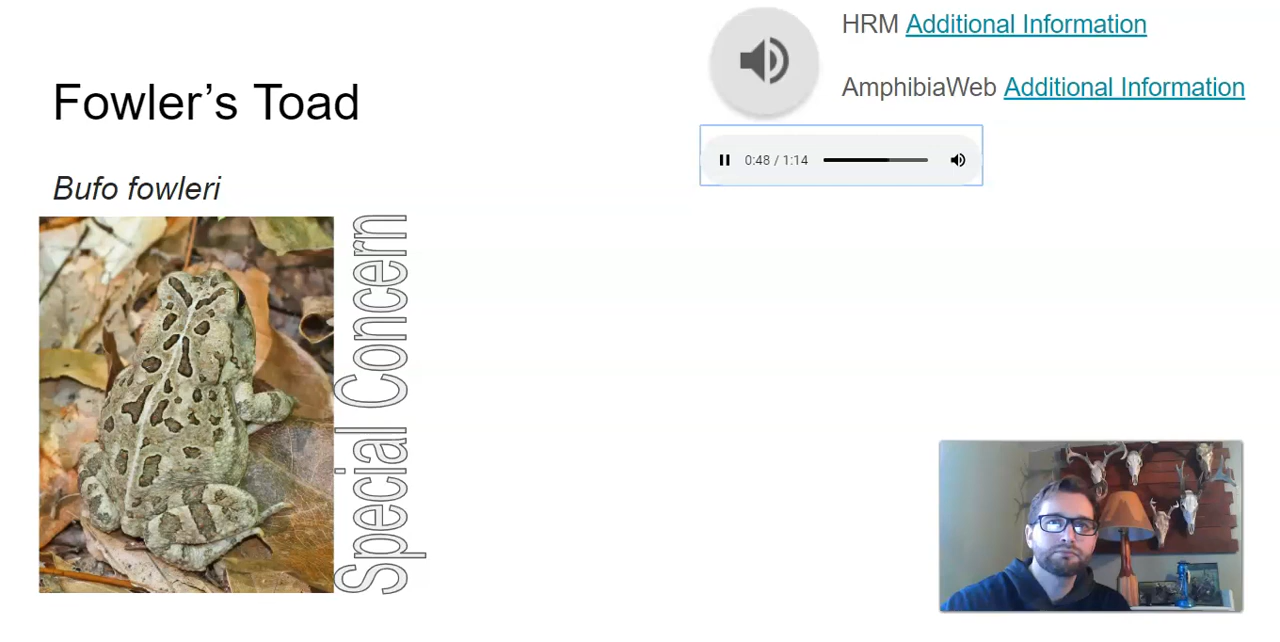 HRM Additional Information
AmphibiaWeb Additional Information
Fowler’s Toad
0:48 / 1:14
Bufo fowleri
Special Concern